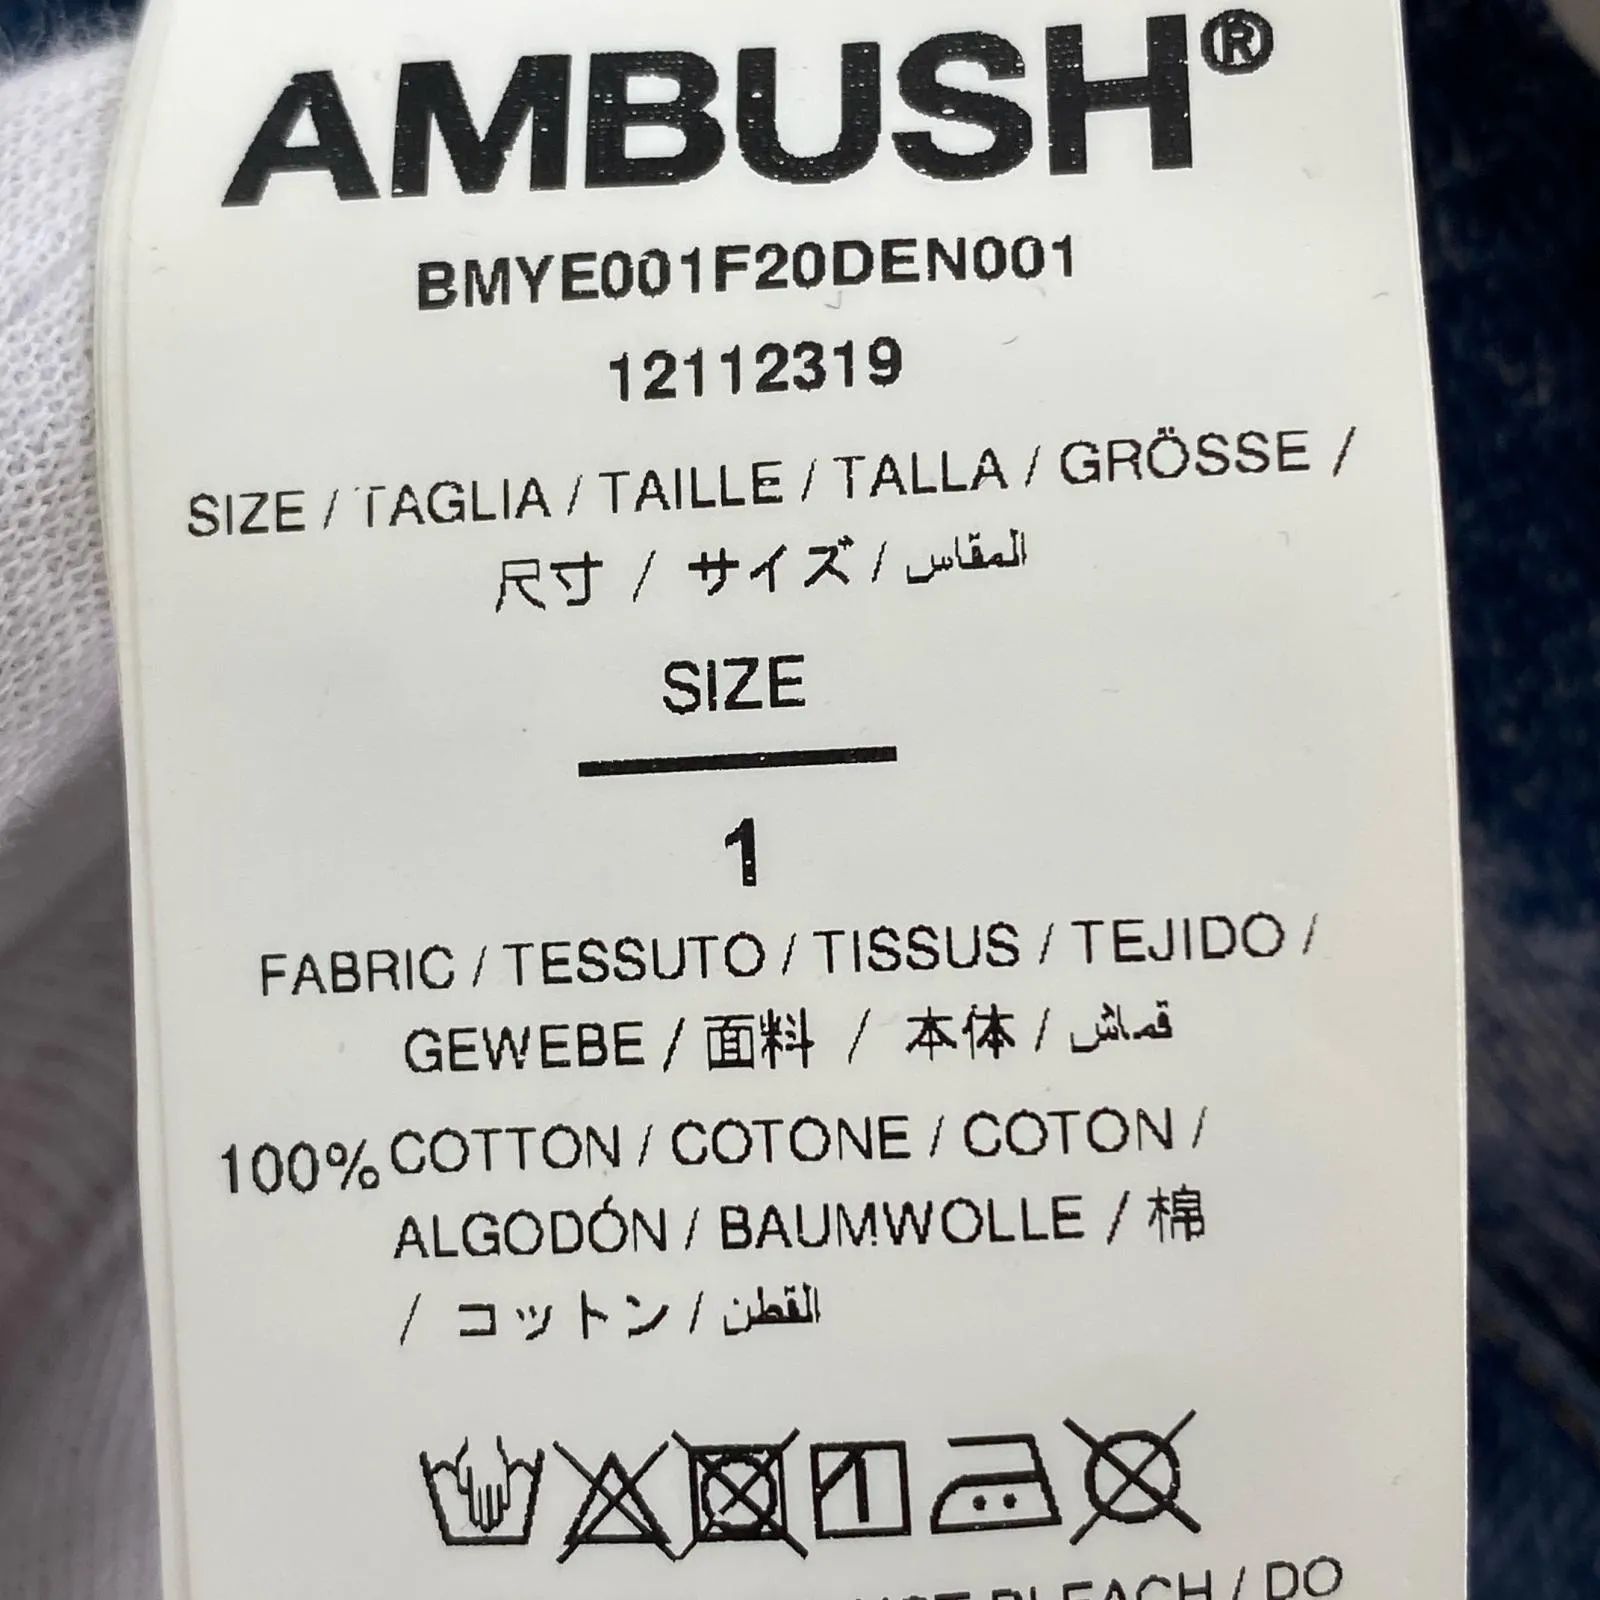 AMBUSH®
BMYE001F20DEN001
12112319
SIZE / TAGLIA / TAILLE / TALLA / GRÖSSE /
尺寸 / サイズ / المقاس
SIZE
1
FABRIC / TESSUTO / TISSUS / TEJIDO /
GEWEBE / 面料 / 本体 / قماش
100% COTTON / COTONE / COTON /
ALGODÓN / BAUMWOLLE / 棉
/ コットン / القطن
BLEACH / DO